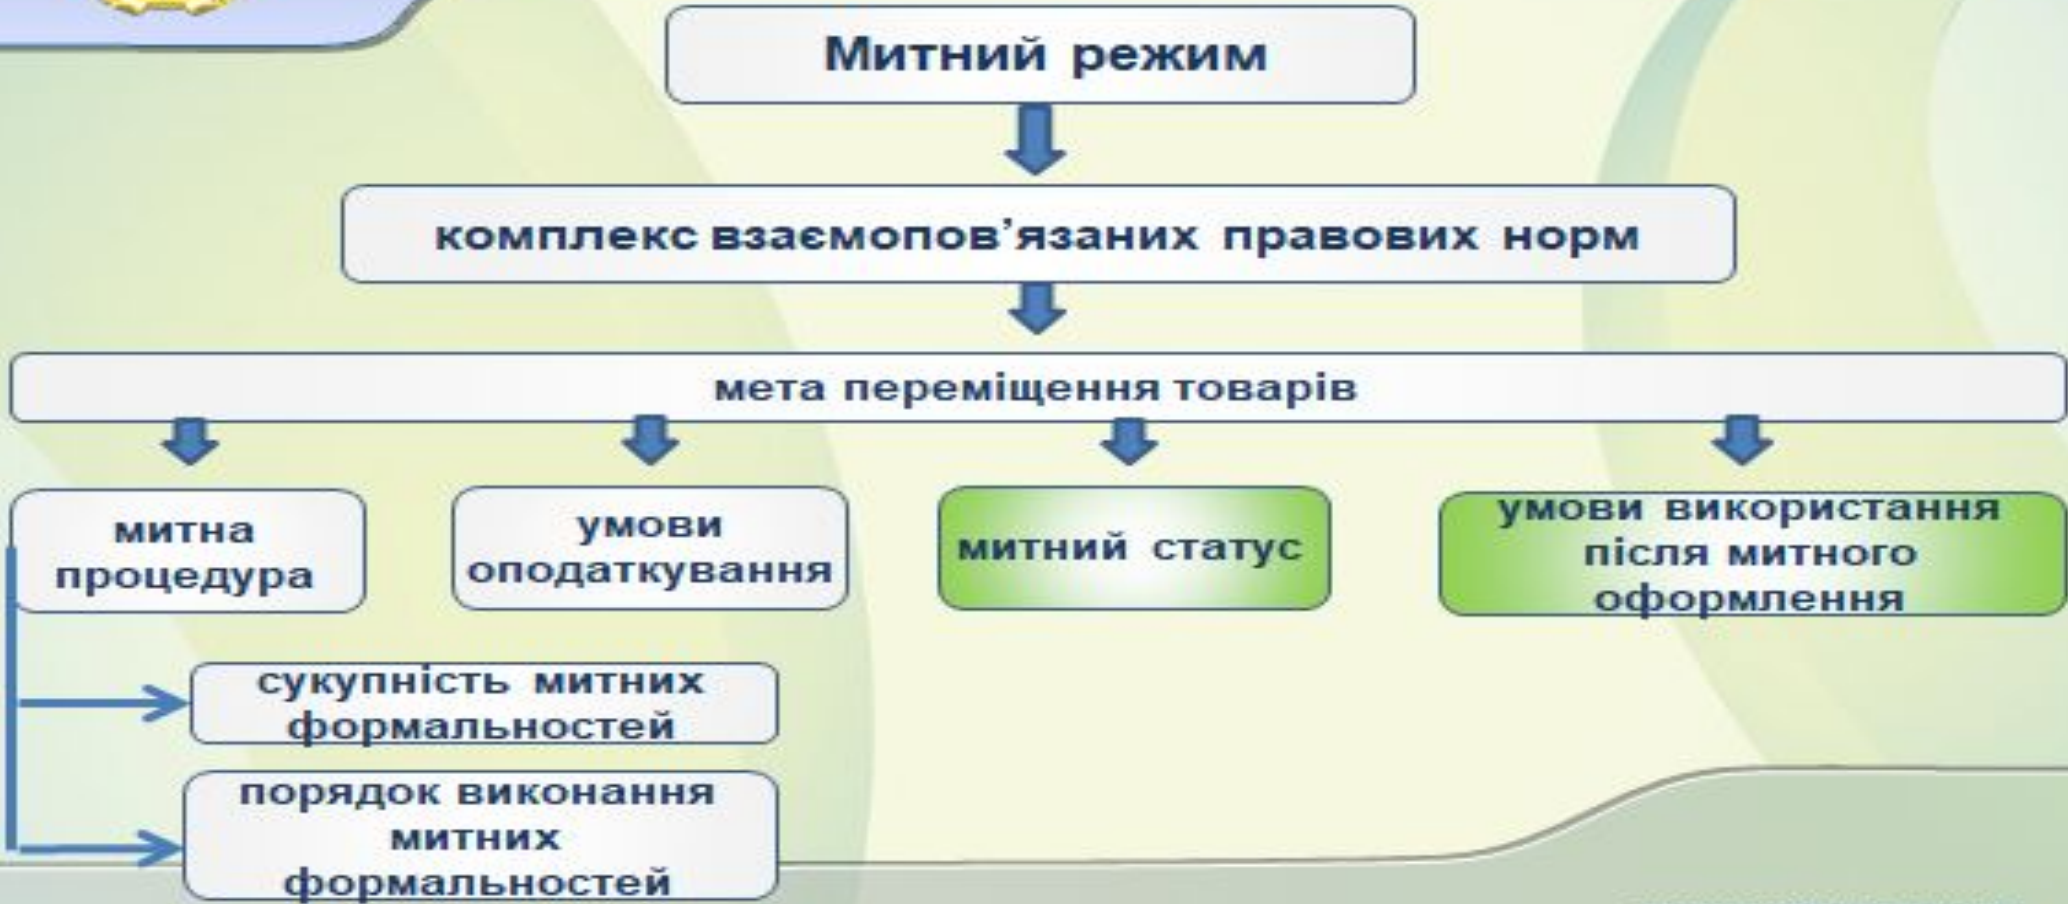 Митний режим
комплекс взаємопов’язаних правових норм
мета переміщення товарів
митна
процедура
умови
оподаткування
митний статус
умови використання
після митного
оформлення
сукупність митних
формальностей
порядок виконання
митних
формальностей